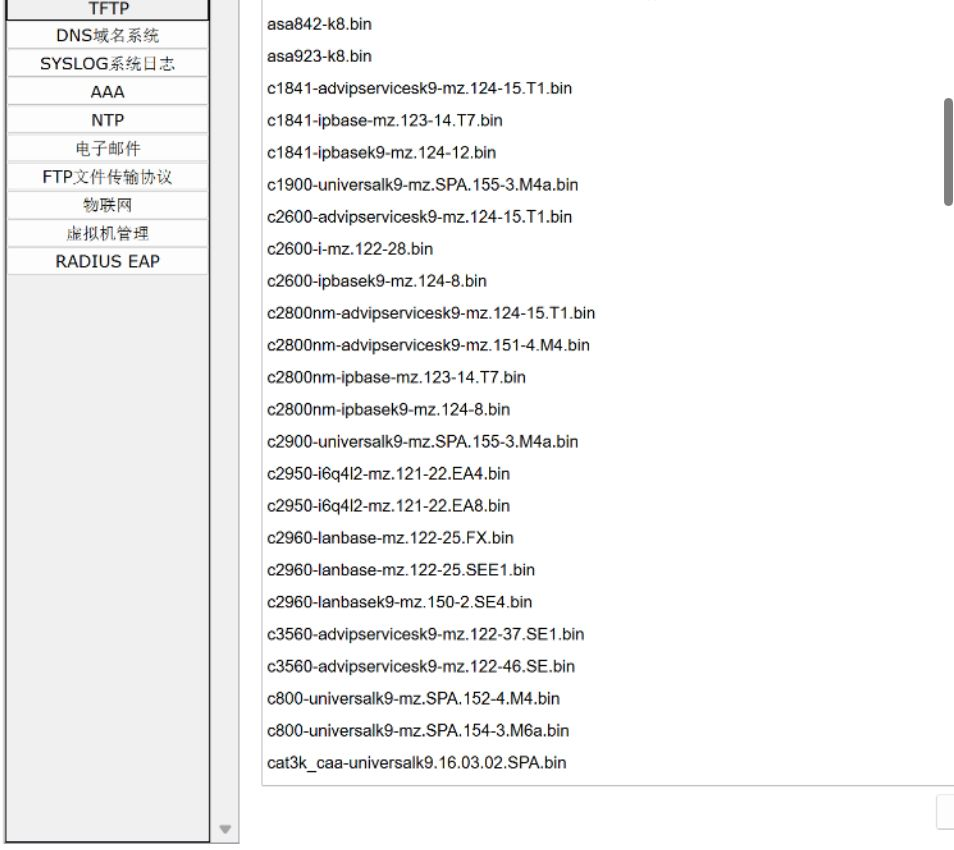 TFTP
DNS域名系统
SYSLOG系统日志
AAA
NTP
电子邮件
FTP文件传输协议
物联网
虚拟机管理
RADIUS EAP
asa842-k8.bin
asa923-k8.bin
c1841-advipservicesk9-mz.124-15.T1.bin
c1841-ipbase-mz.123-14.T7.bin
c1841-ipbasek9-mz.124-12.bin
c1900-universalk9-mz.SPA.155-3.M4a.bin
c2600-advipservicesk9-mz.124-15.T1.bin
c2600-i-mz.122-28.bin
c2600-ipbasek9-mz.124-8.bin
c2800nm-advipservicesk9-mz.124-15.T1.bin
c2800nm-advipservicesk9-mz.151-4.M4.bin
c2800nm-ipbase-mz.123-14.T7.bin
c2800nm-ipbasek9-mz.124-8.bin
c2900-universalk9-mz.SPA.155-3.M4a.bin
c2950-i6q4l2-mz.121-22.EA4.bin
c2950-i6q4l2-mz.121-22.EA8.bin
c2960-lanbase-mz.122-25.FX.bin
c2960-lanbase-mz.122-25.SEE1.bin
c2960-lanbasek9-mz.150-2.SE4.bin
c3560-advipservicesk9-mz.122-37.SE1.bin
c3560-advipservicesk9-mz.122-46.SE.bin
c800-universalk9-mz.SPA.152-4.M4.bin
c800-universalk9-mz.SPA.154-3.M6a.bin
cat3k_caa-universalk9.16.03.02.SPA.bin